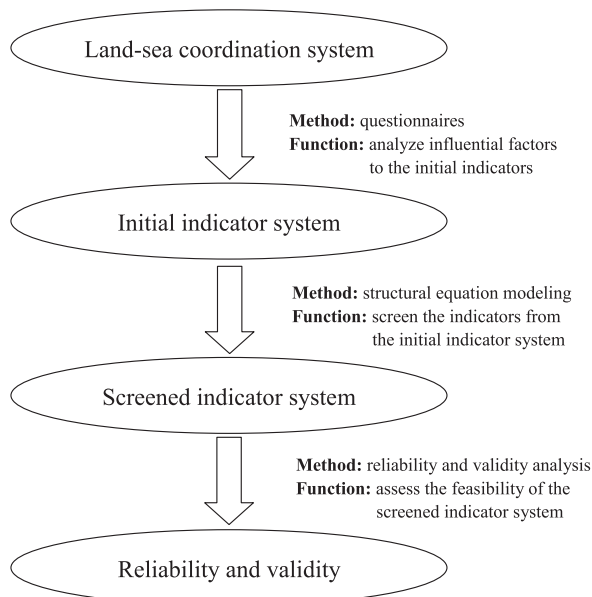 Land-sea coordination system
Method: questionnaires
Function: analyze influential factors
to the initial indicators
Initial indicator system
Method: structural equation modeling
Function: screen the indicators from
the initial indicator system
Screened indicator system
Method: reliability and validity analysis
Function: assess the feasibility of the
screened indicator system
Reliability and validity